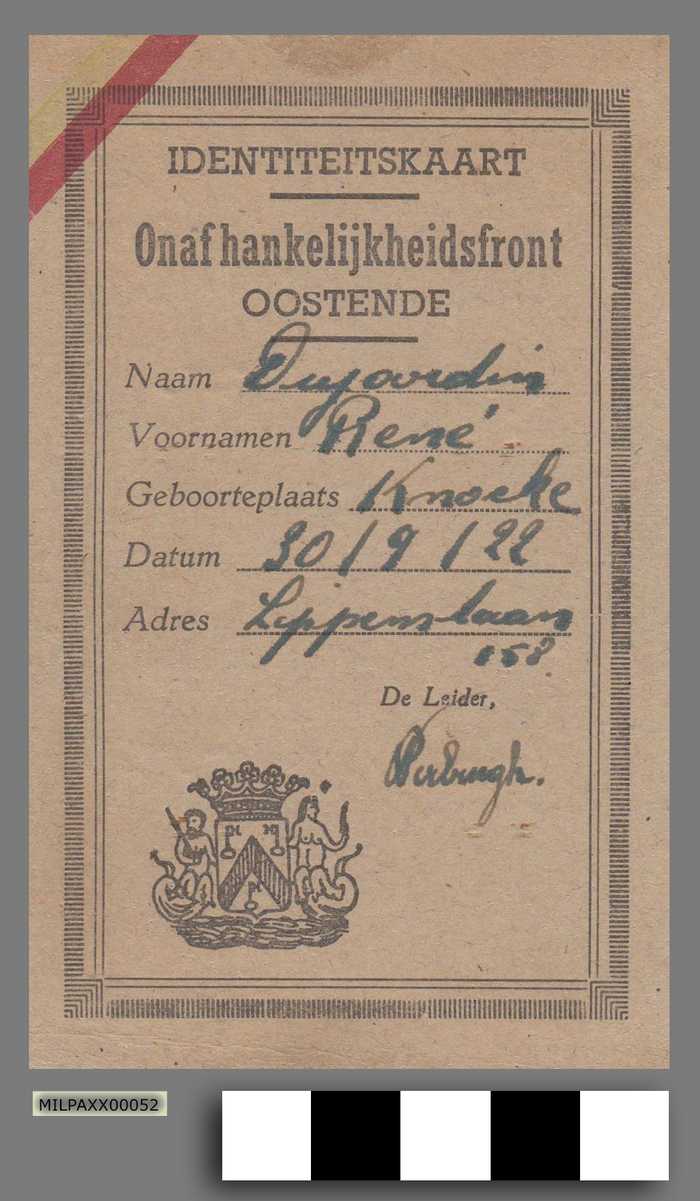 IDENTITEITSKAART
Onafhankelijkheidsfront
OOSTENDE
Naam Dujardin
Voornamen René
Geboorteplaats Knocke
Datum 30/9/22
Adres Lippenslaan
158
De Leider,
MILPAXX00052